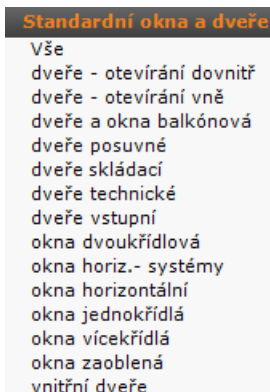 Standardní okna a dveře
Vše
dveře - otevírání dovnitř
dveře - otevírání vně
dveře a okna balkónová
dveře posuvné
dveře skládací
dveře technické
dveře vstupní
okna dvoukřídlová
okna horiz.- systémy
okna horizontální
okna jednokřídlá
okna vícekřídlá
okna zaoblená
vnitřní dveře